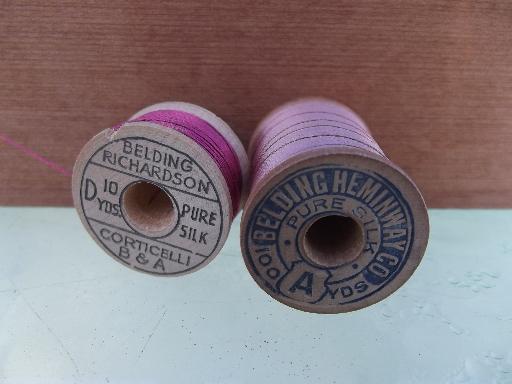 BELDING
RICHARDSON
D 10 YDS. PURE SILK
CORTICELLI
B & A
BELDING HEMINWAY CO
PURE SILK
100 A YDS